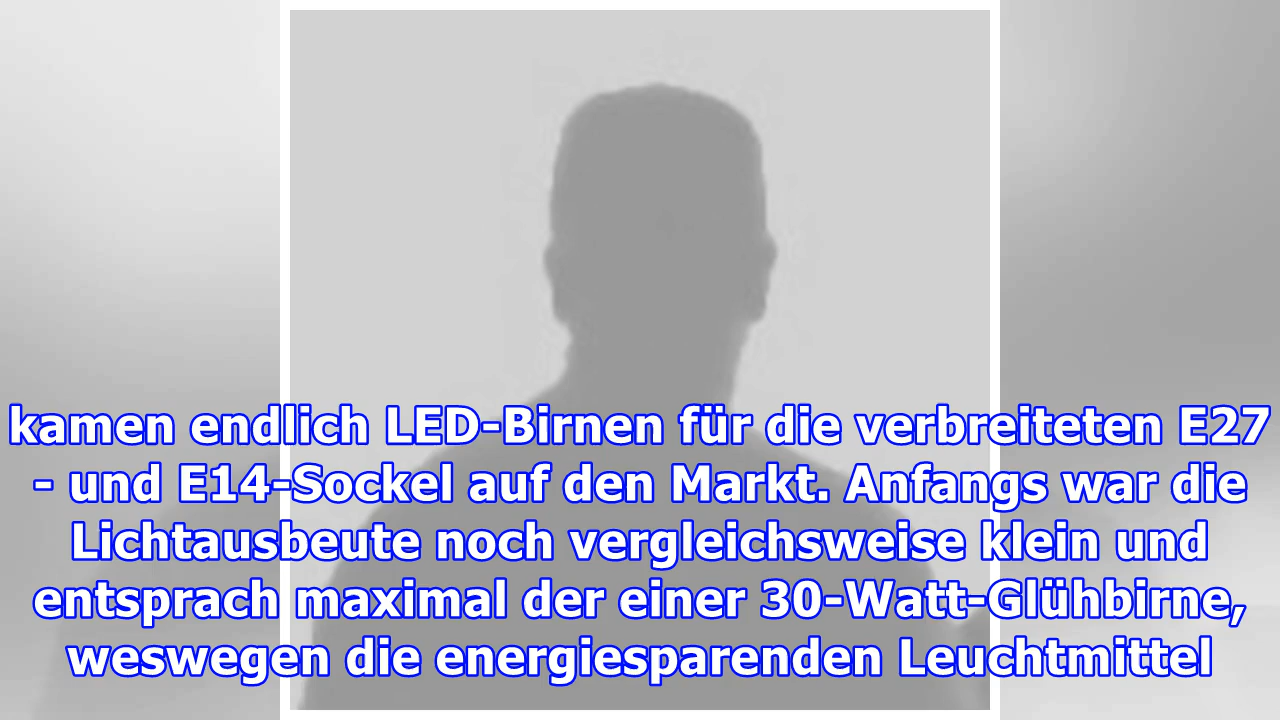 kamen endlich LED-Birnen für die verbreiteten E27
- und E14-Sockel auf den Markt. Anfangs war die
Lichtausbeute noch vergleichsweise klein und
entsprach maximal der einer 30-Watt-Glühbirne,
weswegen die energiesparenden Leuchtmittel